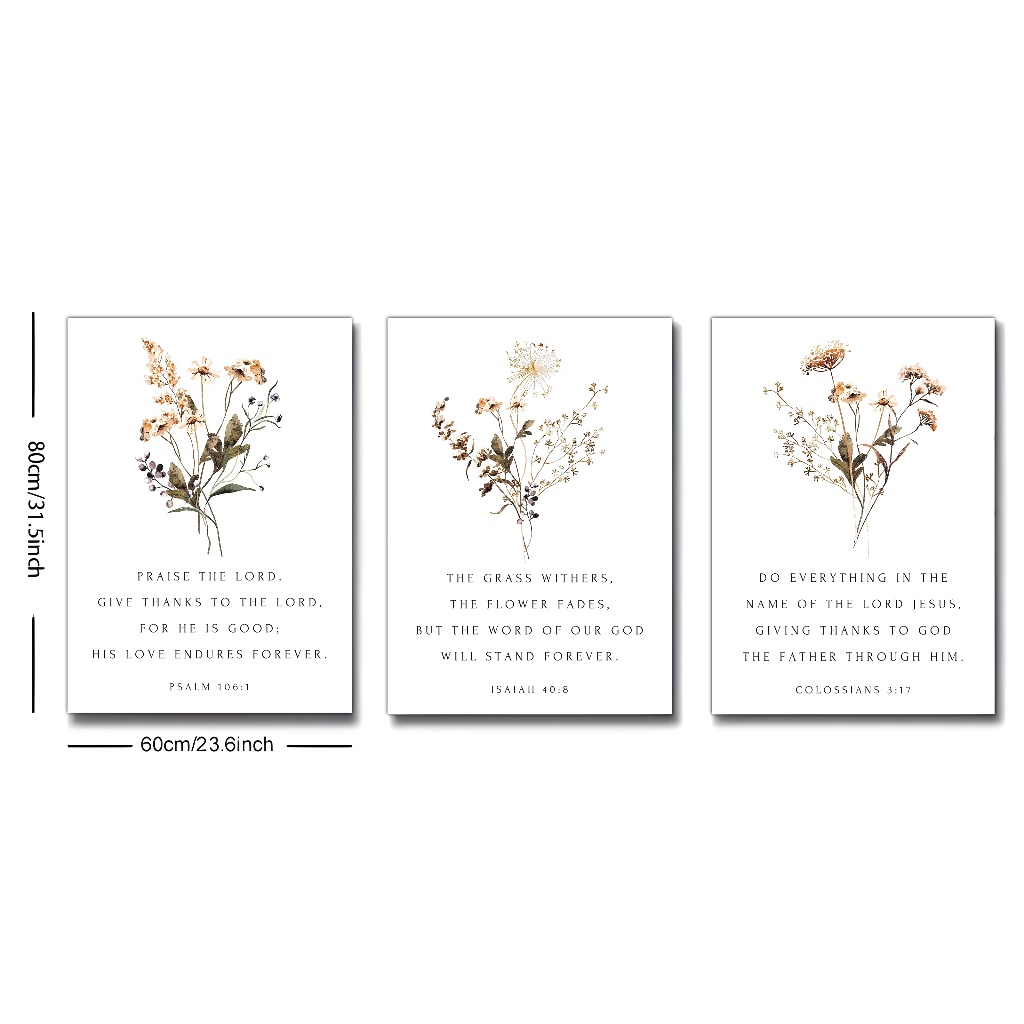 PRAISE THE LORD.
GIVE THANKS TO THE LORD,
FOR HE IS GOOD;
HIS LOVE ENDURES FOREVER.
PSALM 106:1
THE GRASS WITHERS,
THE FLOWER FADES,
BUT THE WORD OF OUR GOD
WILL STAND FOREVER.
ISAIAH 40:8
DO EVERYTHING IN THE
NAME OF THE LORD JESUS,
GIVING THANKS TO GOD
THE FATHER THROUGH HIM.
COLOSSIANS 3:17
80cm/31.5inch
60cm/23.6inch